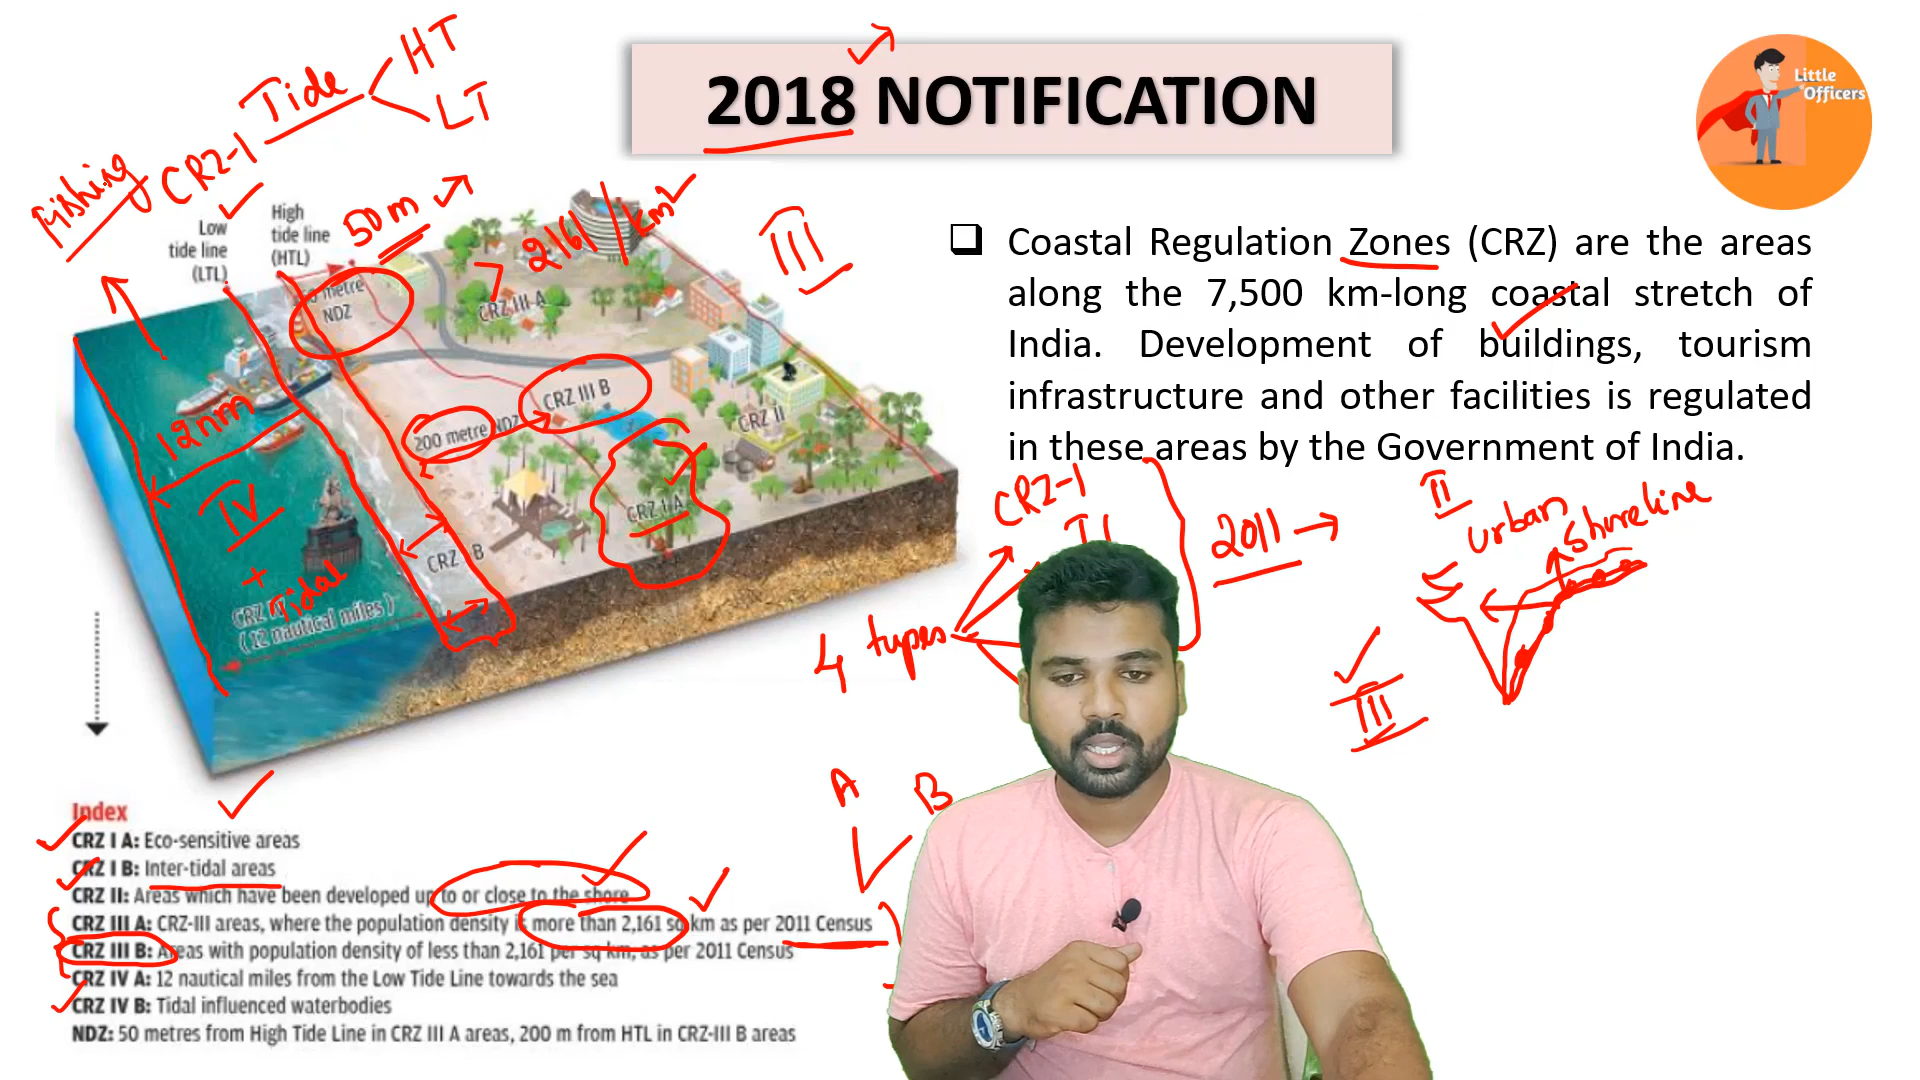 2018 NOTIFICATION
Little
Officers
Tide
HT
LT
CRZ-1
Fishing
50m
2161/km²
III
Low
tide line
(LTL)
High
tide line
(HTL)
metre
NDZ
CRZ III A
CRZ III B
200 metre NDZ
CRZ II
CRZ I A
CRZ I B
12nm
IV
+
Tidal
(12 nautical miles)
❑ Coastal Regulation Zones (CRZ) are the areas
along the 7,500 km-long coastal stretch of
India. Development of buildings, tourism
infrastructure and other facilities is regulated
in these areas by the Government of India.
CRZ-1
2011
4 types
II
urban
Shoreline
III
A
B
Index
CRZ I A: Eco-sensitive areas
CRZ I B: Inter-tidal areas
CRZ II: Areas which have been developed up to or close to the shore
CRZ III A: CRZ-III areas, where the population density is more than 2,161 sq km as per 2011 Census
CRZ III B: Areas with population density of less than 2,161 per sq km, as per 2011 Census
CRZ IV A: 12 nautical miles from the Low Tide Line towards the sea
CRZ IV B: Tidal influenced waterbodies
NDZ: 50 metres from High Tide Line in CRZ III A areas, 200 m from HTL in CRZ-III B areas